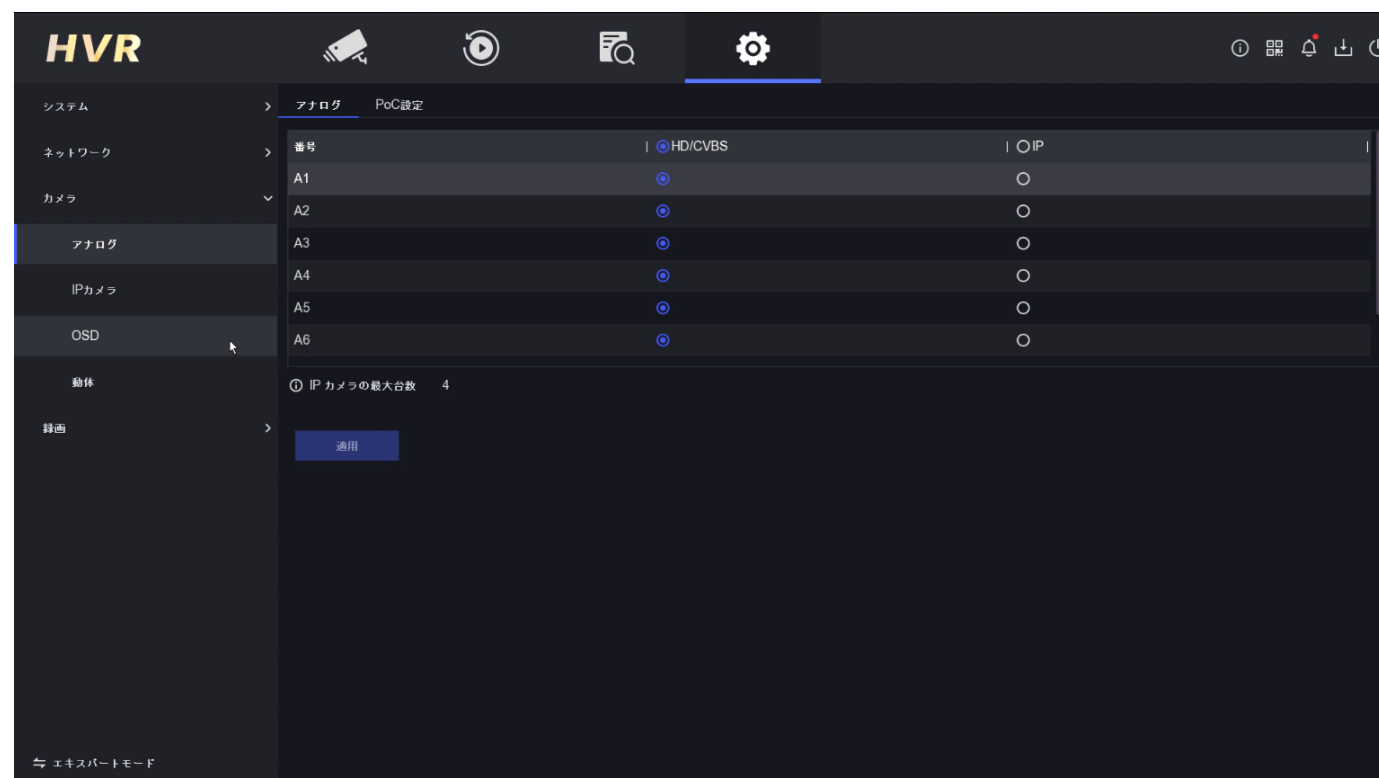 HVR
システム
アナログ PoC設定
ネットワーク
番号 HD/CVBS IP
カメラ
A1
A2
アナログ
A3
IPカメラ
A4
A5
OSD
A6
動体
IP カメラの最大台数 4
録画
適用
エキスパートモード